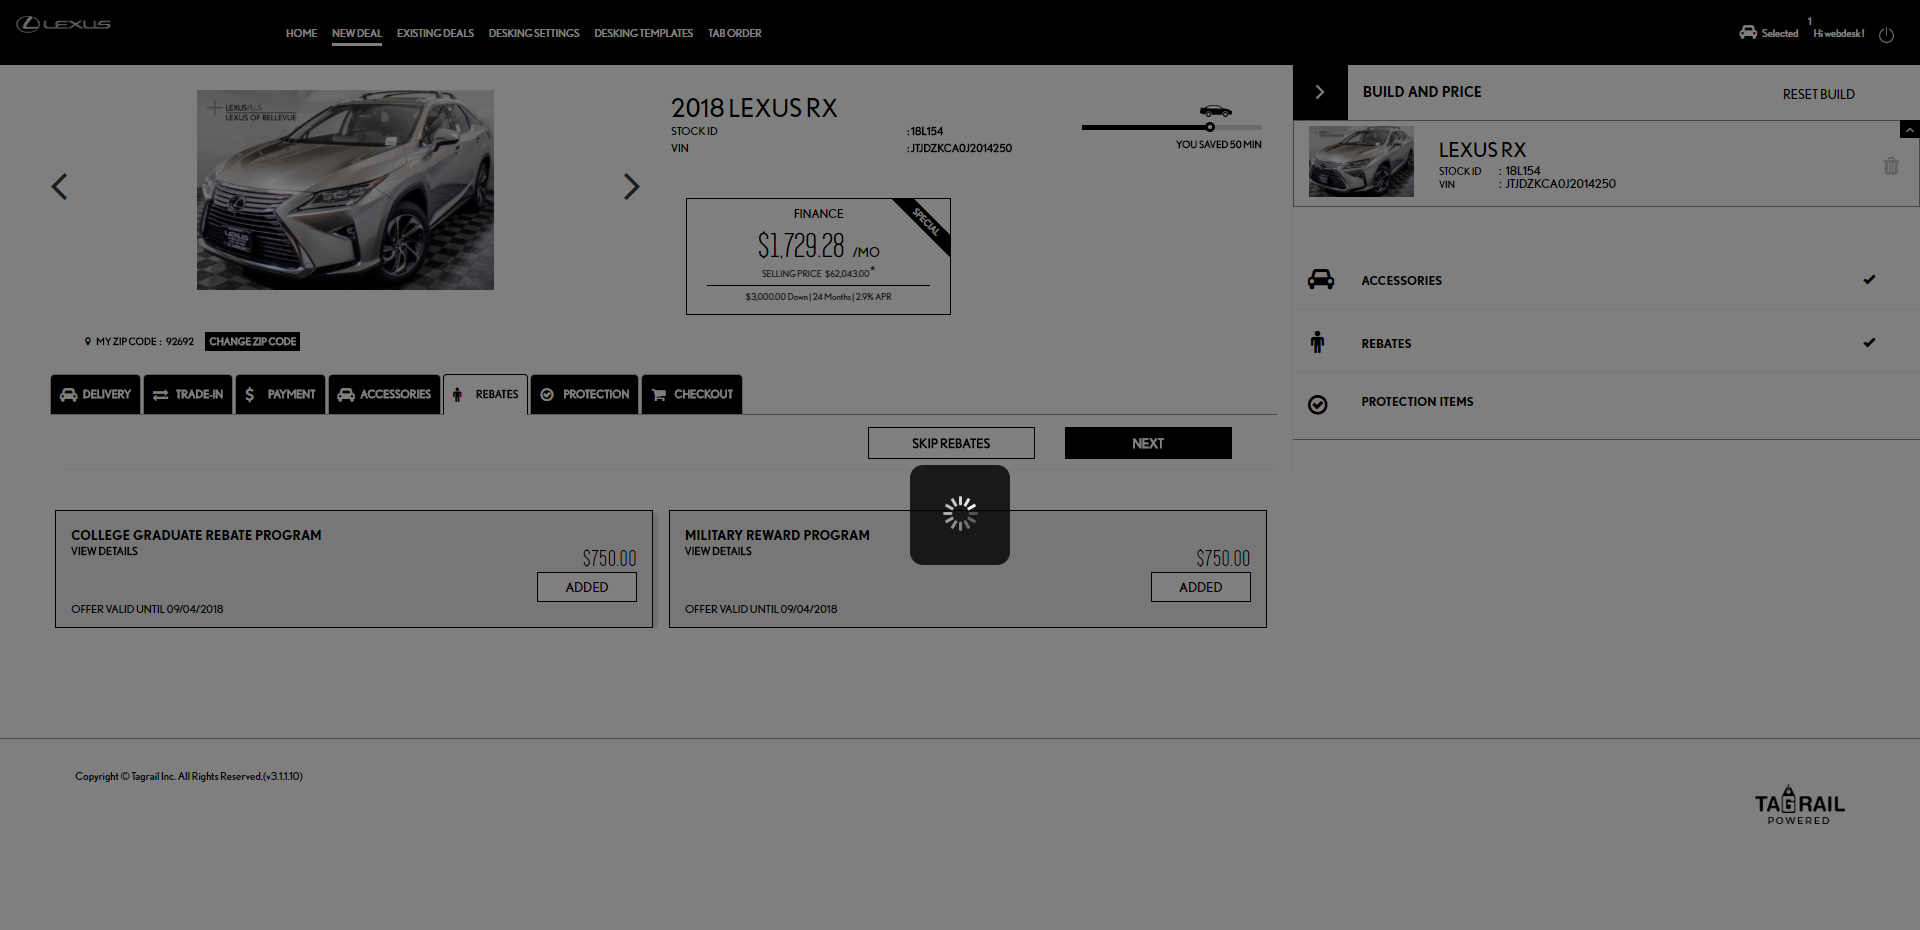 LEXUS
HOME NEW DEAL EXISTING DEALS DESKING SETTINGS DESKING TEMPLATES TAB ORDER
Selected 1 Hi webdesk !
LEXUSPLUS
LEXUS OF BELLEVUE
2018 LEXUS RX
STOCK ID : 18L154
VIN : JTJDZKCA0J2014250
YOU SAVED 50 MIN
FINANCE
SPECIAL
$1,729.28 /MO
SELLING PRICE $62,043.00*
$3,000.00 Down | 24 Months | 2.9% APR
MY ZIP CODE : 92692 CHANGE ZIP CODE
DELIVERY TRADE-IN PAYMENT ACCESSORIES REBATES PROTECTION CHECKOUT
SKIP REBATES NEXT
COLLEGE GRADUATE REBATE PROGRAM
VIEW DETAILS
$750.00
ADDED
OFFER VALID UNTIL 09/04/2018
MILITARY REWARD PROGRAM
VIEW DETAILS
$750.00
ADDED
OFFER VALID UNTIL 09/04/2018
BUILD AND PRICE RESET BUILD
LEXUS RX
STOCK ID : 18L154
VIN : JTJDZKCA0J2014250
ACCESSORIES
REBATES
PROTECTION ITEMS
Copyright © Tagrail Inc. All Rights Reserved.(v3.1.1.10)
TAGRAIL
POWERED